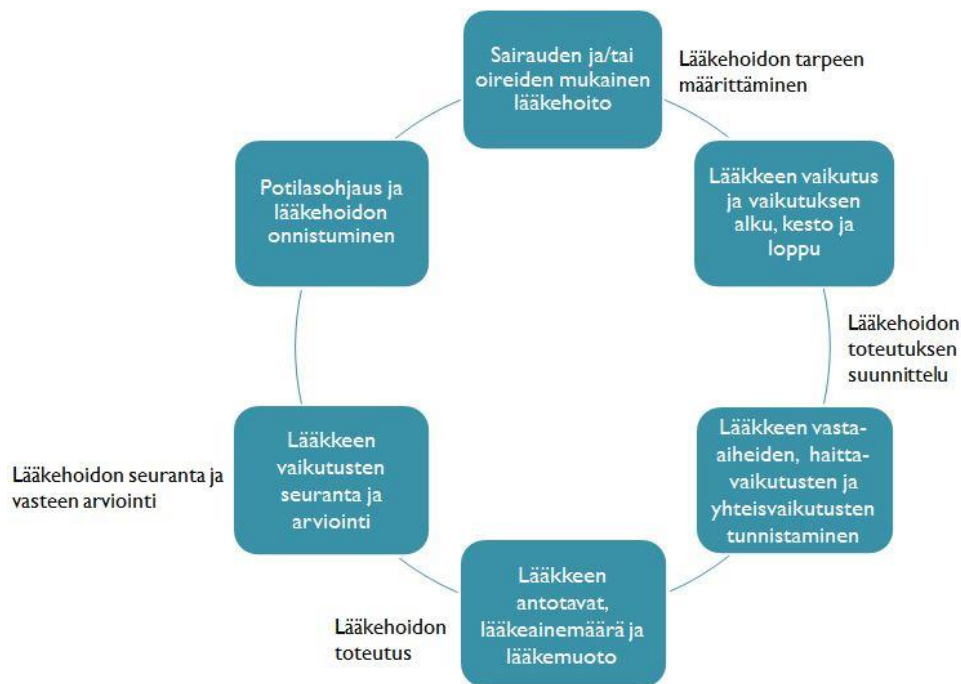 Sairauden ja/tai
oireiden mukainen
lääkehoito
Lääkehoidon tarpeen
määrittäminen
Lääkkeen vaikutus
ja vaikutuksen
alku, kesto ja
loppu
Lääkehoidon
toteutuksen
suunnittelu
Lääkkeen vasta-
aiheiden, haitta-
vaikutusten ja
yhteisvaikutusten
tunnistaminen
Lääkkeen
antotavat,
lääkeainemäärä ja
lääkemuoto
Lääkehoidon
toteutus
Lääkkeen
vaikutusten
seuranta ja
arviointi
Lääkehoidon seuranta ja
vasteen arviointi
Potilasohjaus ja
lääkehoidon
onnistuminen